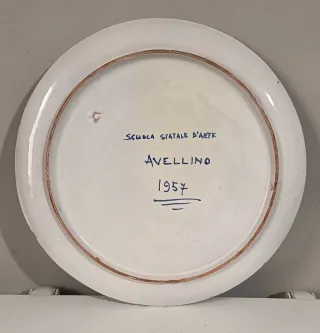 SCUOLA STATALE D'ARTE
AVELLINO
1957